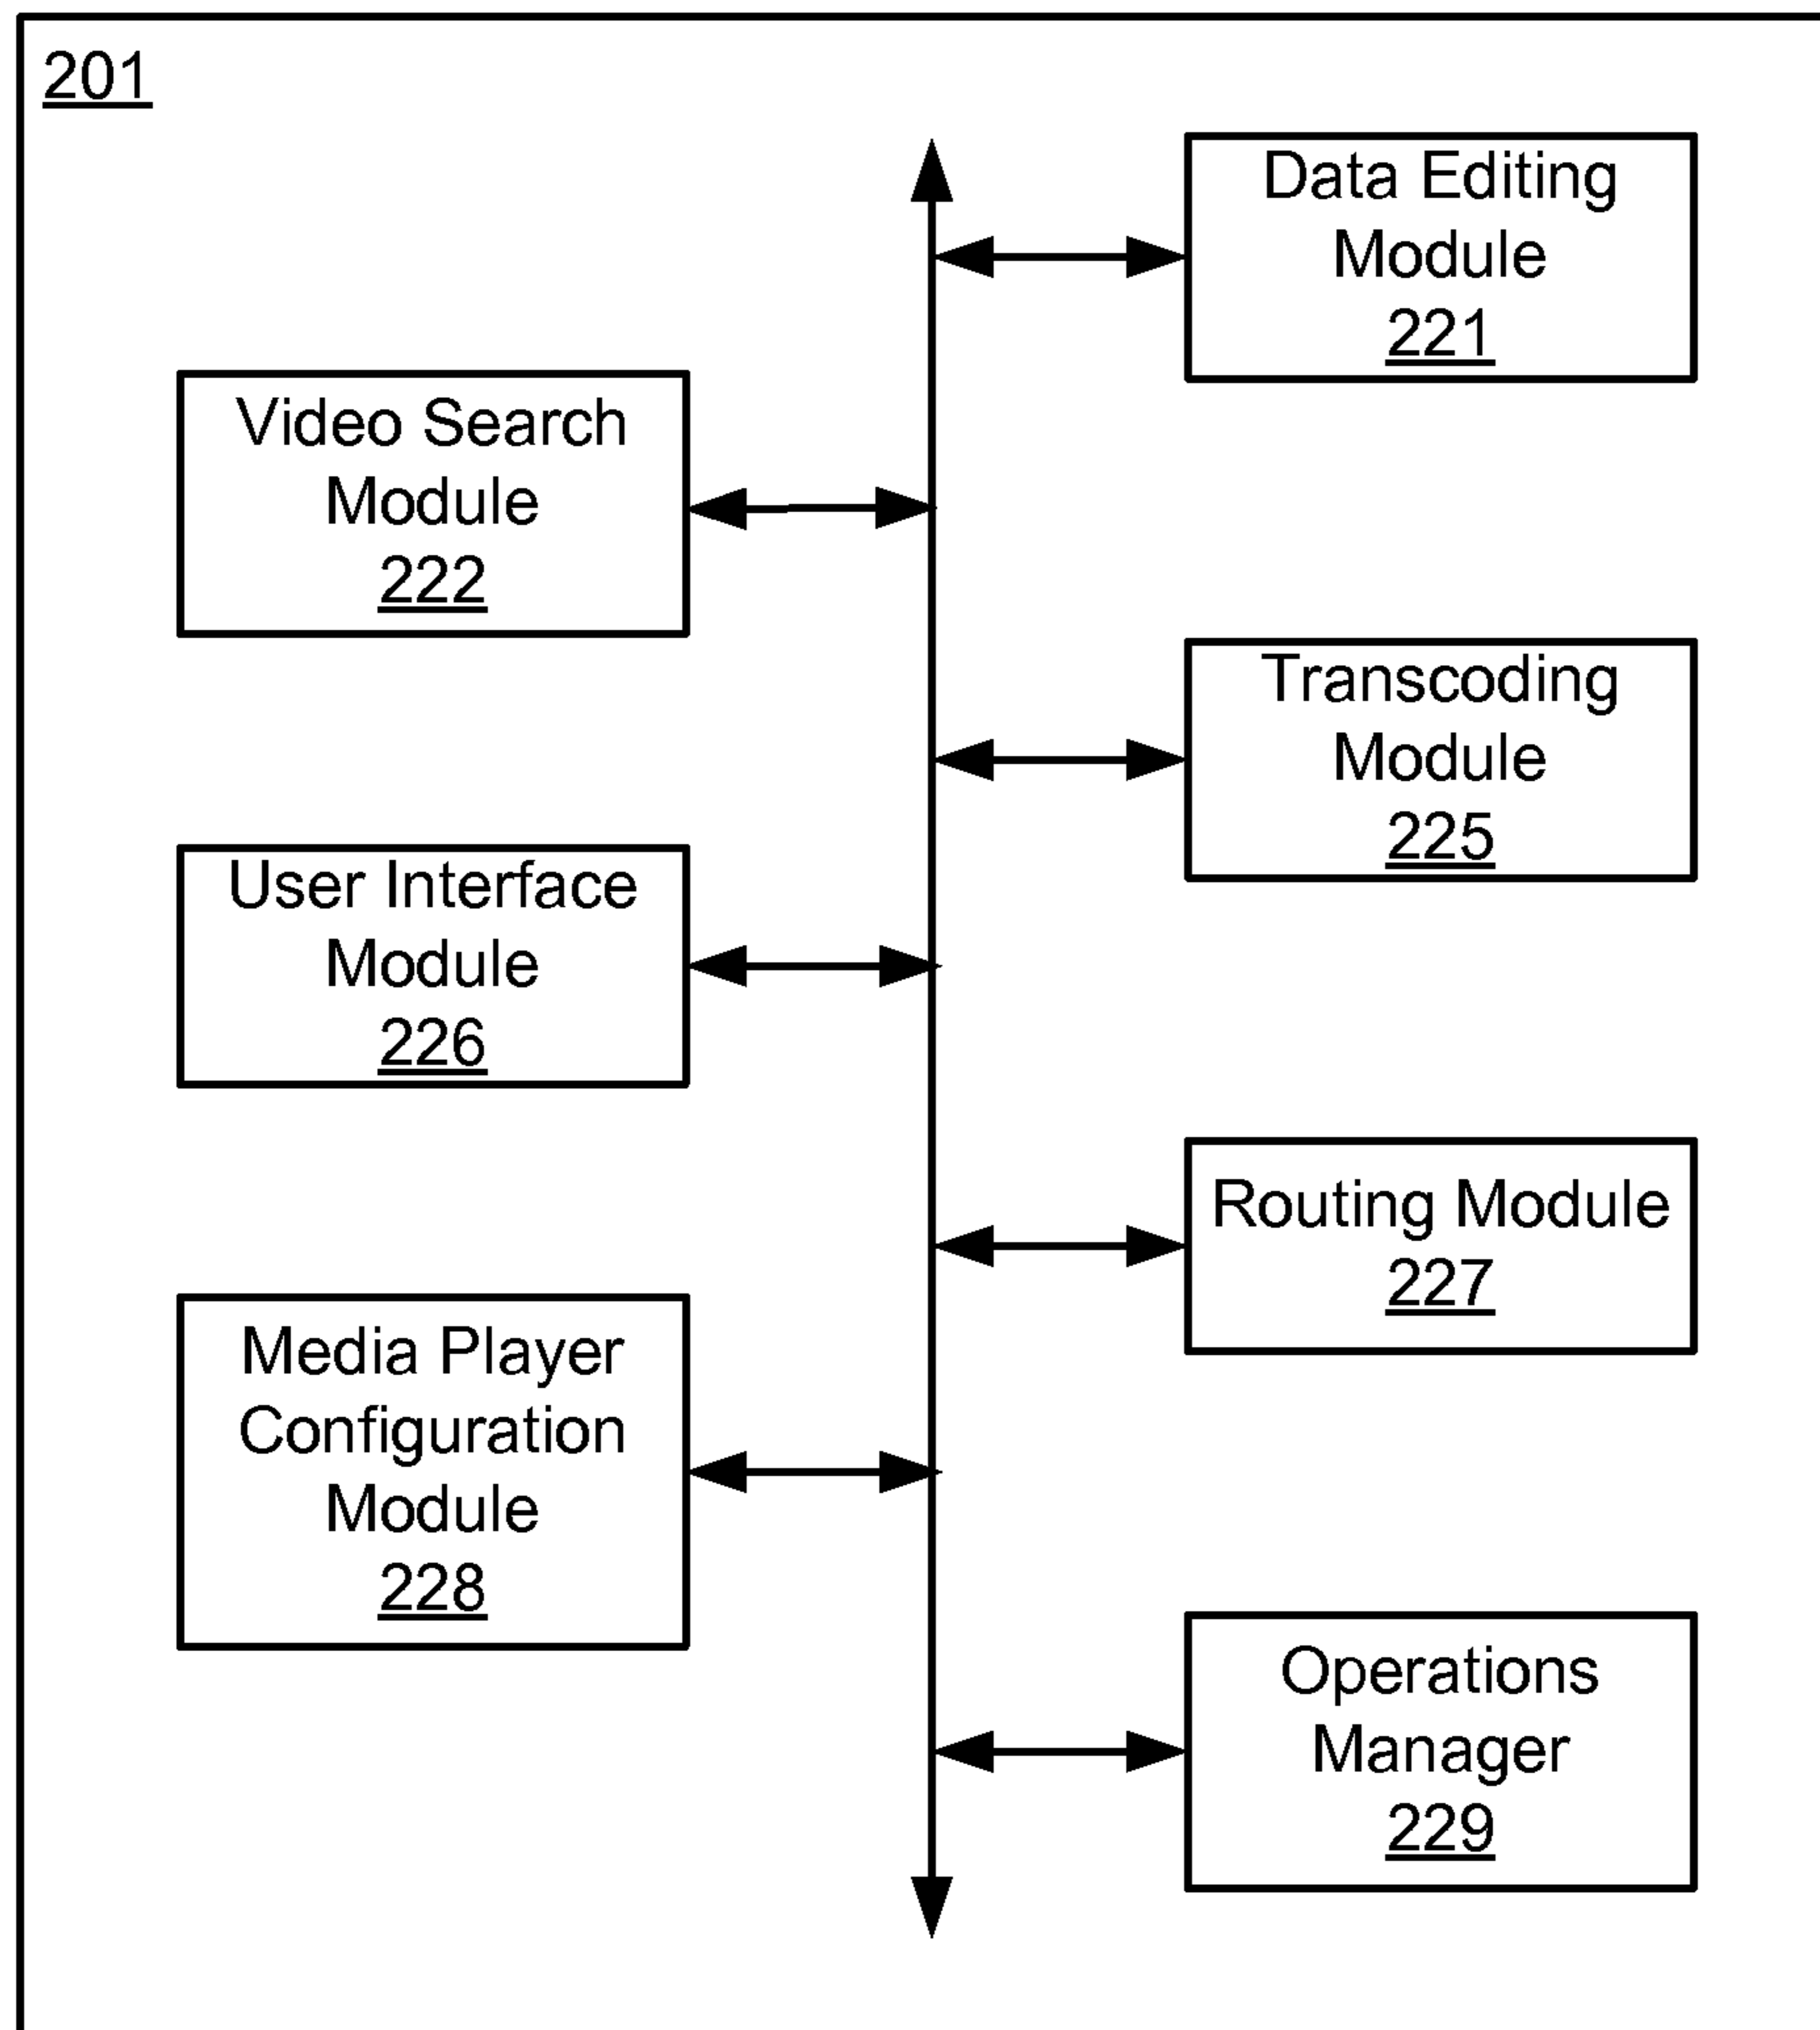 201
Data Editing
Module
221
Video Search
Module
222
Transcoding
Module
225
User Interface
Module
226
Routing Module
227
Media Player
Configuration
Module
228
Operations
Manager
229